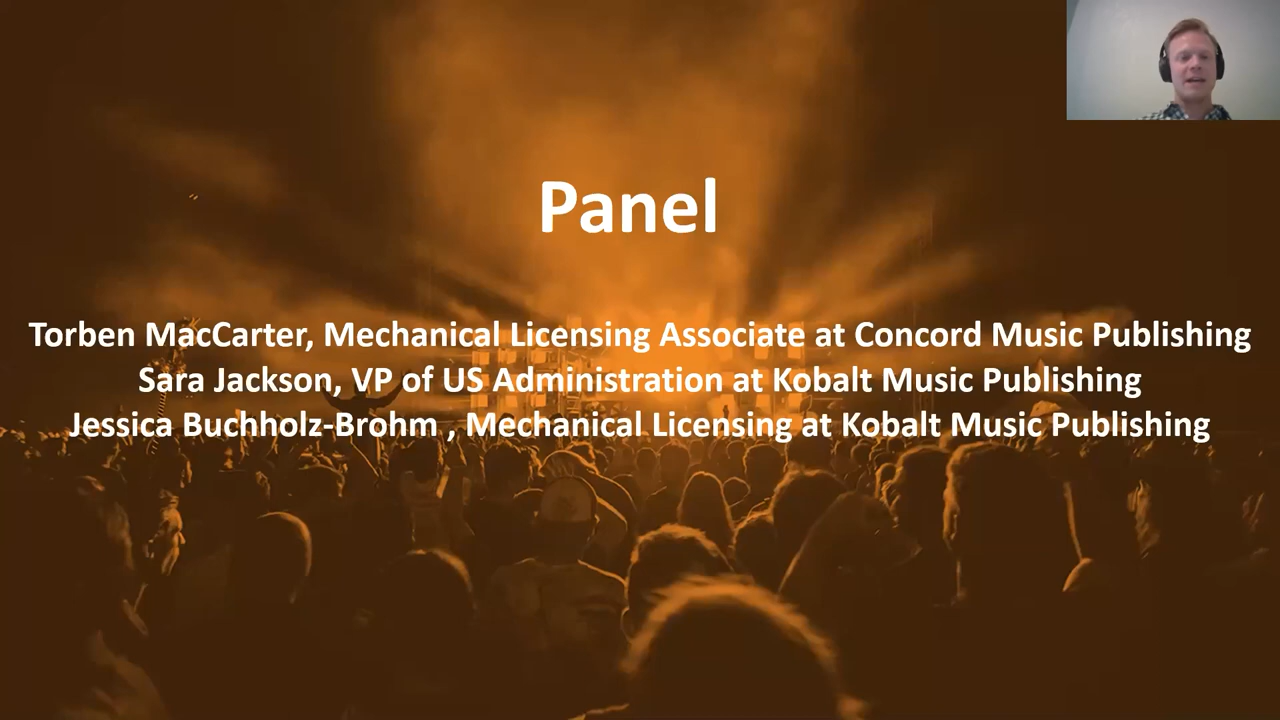 Panel
Torben MacCarter, Mechanical Licensing Associate at Concord Music Publishing
Sara Jackson, VP of US Administration at Kobalt Music Publishing
Jessica Buchholz-Brohm , Mechanical Licensing at Kobalt Music Publishing